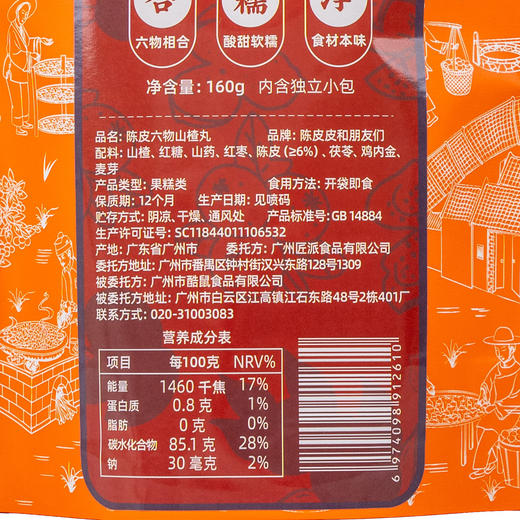 糯
六物相合 酸甜软糯 食材本味
净含量: 160g 内含独立小包
品名: 陈皮六物山楂丸 品牌: 陈皮皮和朋友们
配料: 山楂、红糖、山药、红枣、陈皮 (≥6%) 、茯苓、鸡内金、
麦芽
产品类型: 果糕类 食用方法: 开袋即食
保质期: 12个月 生产日期: 见喷码
贮存方式: 阴凉、干燥、通风处 产品标准号: GB 14884
生产许可证号: SC11844011106532
产地: 广东省广州市 委托方: 广州匠派食品有限公司
委托方地址: 广州市番禺区钟村街汉兴东路128号1309
被委托方: 广州市酷鼠食品有限公司
被委托方地址: 广州市白云区江高镇江石东路48号2栋401厂
联系方式: 020-31003083
营养成分表
项目 每100克 NRV%
能量 1460 千焦 17%
蛋白质 0.8 克 1%
脂肪 0 克 0%
碳水化合物 85.1 克 28%
钠 30 毫克 2%
6 974098 912610